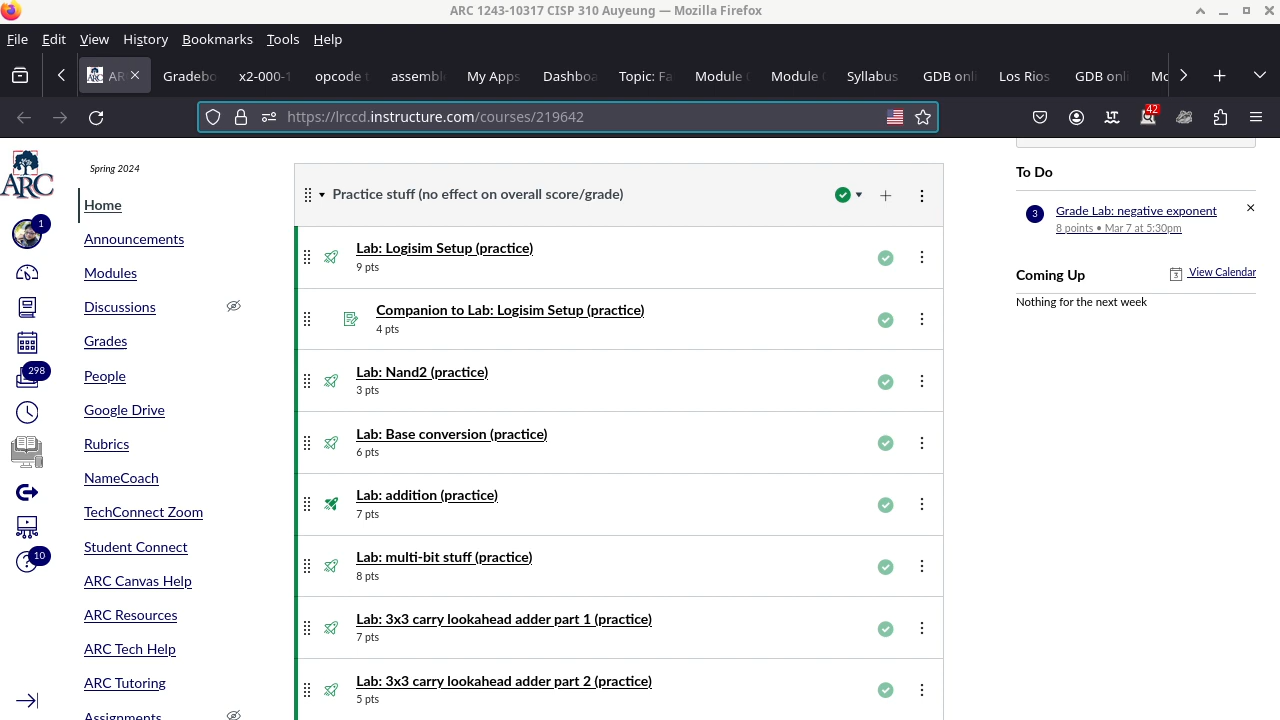 ARC 1243-10317 CISP 310 Auyeung — Mozilla Firefox
File Edit View History Bookmarks Tools Help
AR Gradebo x2-000-1 opcode t assembl My Apps Dashboa Topic: Fa Module Module Syllabus GDB onl Los Rios GDB onl Mo
https://lrccd.instructure.com/courses/219642
42
ARC
1
298
10
Spring 2024
Home
Announcements
Modules
Discussions
Grades
People
Google Drive
Rubrics
NameCoach
TechConnect Zoom
Student Connect
ARC Canvas Help
ARC Resources
ARC Tech Help
ARC Tutoring
Assignments
Practice stuff (no effect on overall score/grade)
Lab: Logisim Setup (practice)
9 pts
Companion to Lab: Logisim Setup (practice)
4 pts
Lab: Nand2 (practice)
3 pts
Lab: Base conversion (practice)
6 pts
Lab: addition (practice)
7 pts
Lab: multi-bit stuff (practice)
8 pts
Lab: 3x3 carry lookahead adder part 1 (practice)
7 pts
Lab: 3x3 carry lookahead adder part 2 (practice)
5 pts
To Do
3 Grade Lab: negative exponent
8 points • Mar 7 at 5:30pm
Coming Up View Calendar
Nothing for the next week